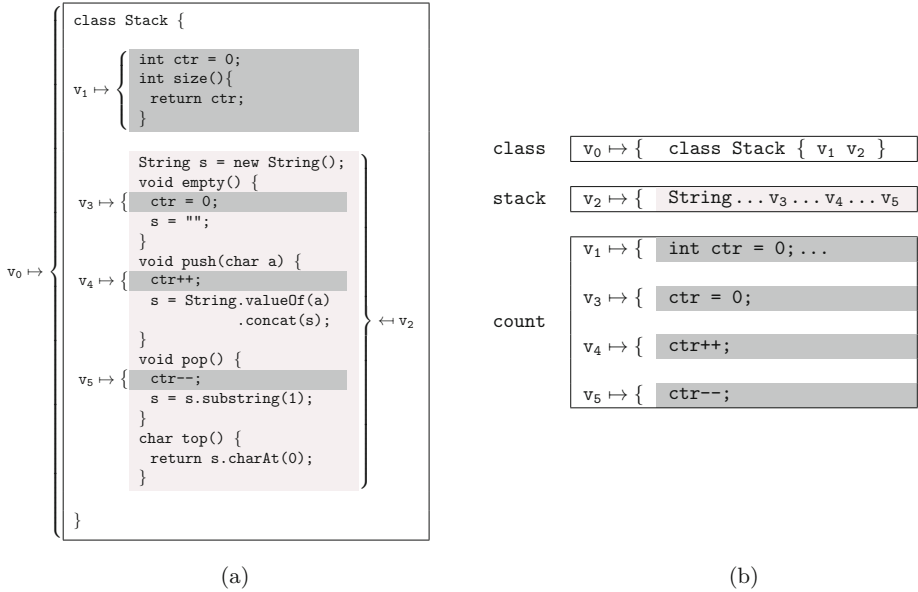 class Stack {
int ctr = 0;
int size(){
return ctr;
}
v₁ ↦ {
String s = new String();
void empty() {
v₃ ↦ { ctr = 0;
s = "";
}
void push(char a) {
v₄ ↦ { ctr++;
s = String.valueOf(a)
.concat(s);
}
void pop() {
v₅ ↦ { ctr--;
s = s.substring(1);
}
char top() {
return s.charAt(0);
}
}
v₀ ↦ {
} ↤ v₂
(a)
class v₀ ↦ { class Stack { v₁ v₂ }
stack v₂ ↦ { String...v₃...v₄...v₅
count
v₁ ↦ { int ctr = 0;...
v₃ ↦ { ctr = 0;
v₄ ↦ { ctr++;
v₅ ↦ { ctr--;
(b)